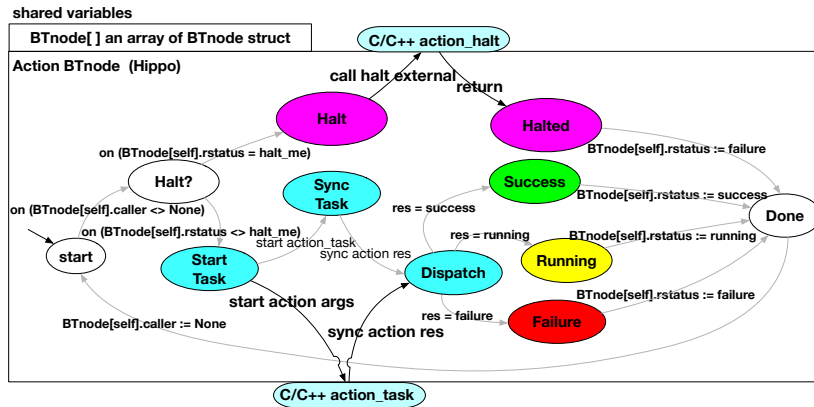 shared variables
BTnode[ ] an array of BTnode struct
C/C++ action_halt
Action BTnode (Hippo)
call halt external
return
Halt
Halted
on (BTnode[self].rstatus = halt_me)
BTnode[self].rstatus := failure
Halt?
Sync
Task
Success
BTnode[self].rstatus := success
on (BTnode[self].caller <> None)
res = success
Done
on (BTnode[self].rstatus <> halt_me)
start action_task
res = running
BTnode[self].rstatus := running
start
sync action res
Start
Task
Dispatch
Running
start action args
BTnode[self].rstatus := failure
BTnode[self].caller := None
sync action res
res = failure
Failure
C/C++ action_task